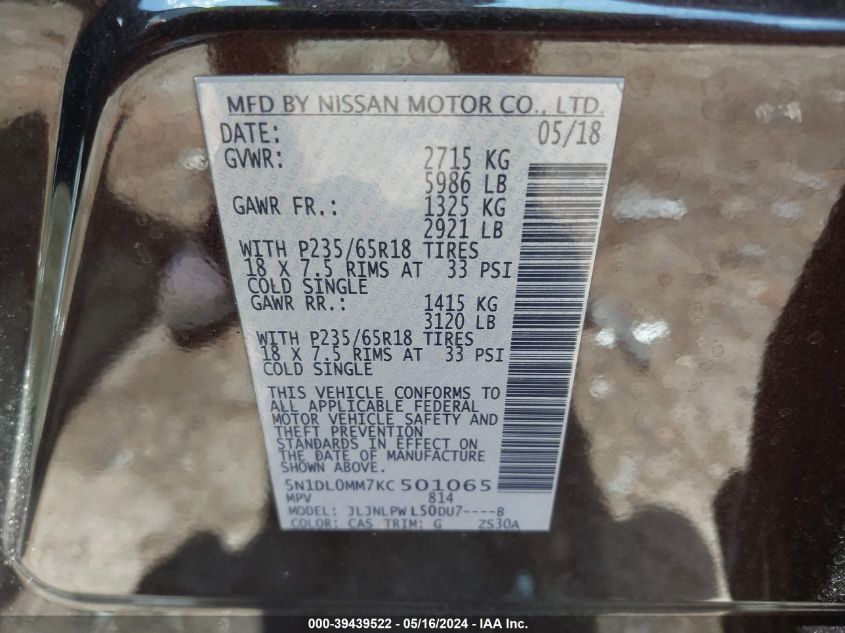 MFD BY NISSAN MOTOR CO., LTD.
DATE: 05/18
GVWR: 2715 KG
5986 LB
GAWR FR.: 1325 KG
2921 LB
WITH P235/65R18 TIRES
18 X 7.5 RIMS AT 33 PSI
COLD SINGLE
GAWR RR.: 1415 KG
3120 LB
WITH P235/65R18 TIRES
18 X 7.5 RIMS AT 33 PSI
COLD SINGLE
THIS VEHICLE CONFORMS TO
ALL APPLICABLE FEDERAL
MOTOR VEHICLE SAFETY AND
THEFT PREVENTION
STANDARDS IN EFFECT ON
THE DATE OF MANUFACTURE
SHOWN ABOVE.
5N1DL0MM7KC501065
MPV 814
MODEL: JLJNLPW L50DU7----B
COLOR: CAS TRIM: G ZS30A
000-39439522 - 05/16/2024 - IAA Inc.